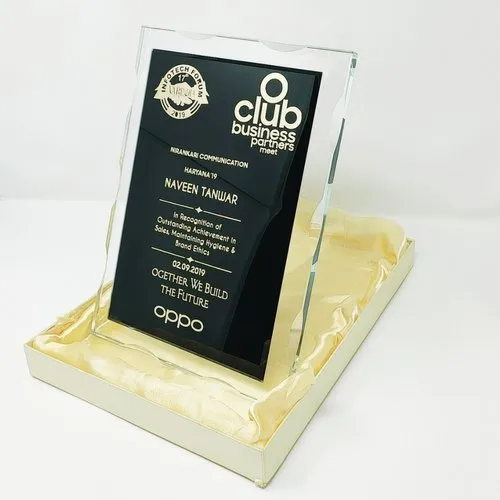 17
INFOTECH FORUM
2019
O
club
business
partners
meet
NIRANKARI COMMUNICATION
HARYANA'19
NAVEEN TANWAR
In Recognition of
Outstanding Achievement In
Sales, Maintaining Hygiene &
Brand Ethics
02.09.2019
OGETHER WE BUILD
THE FUTURE
oppo